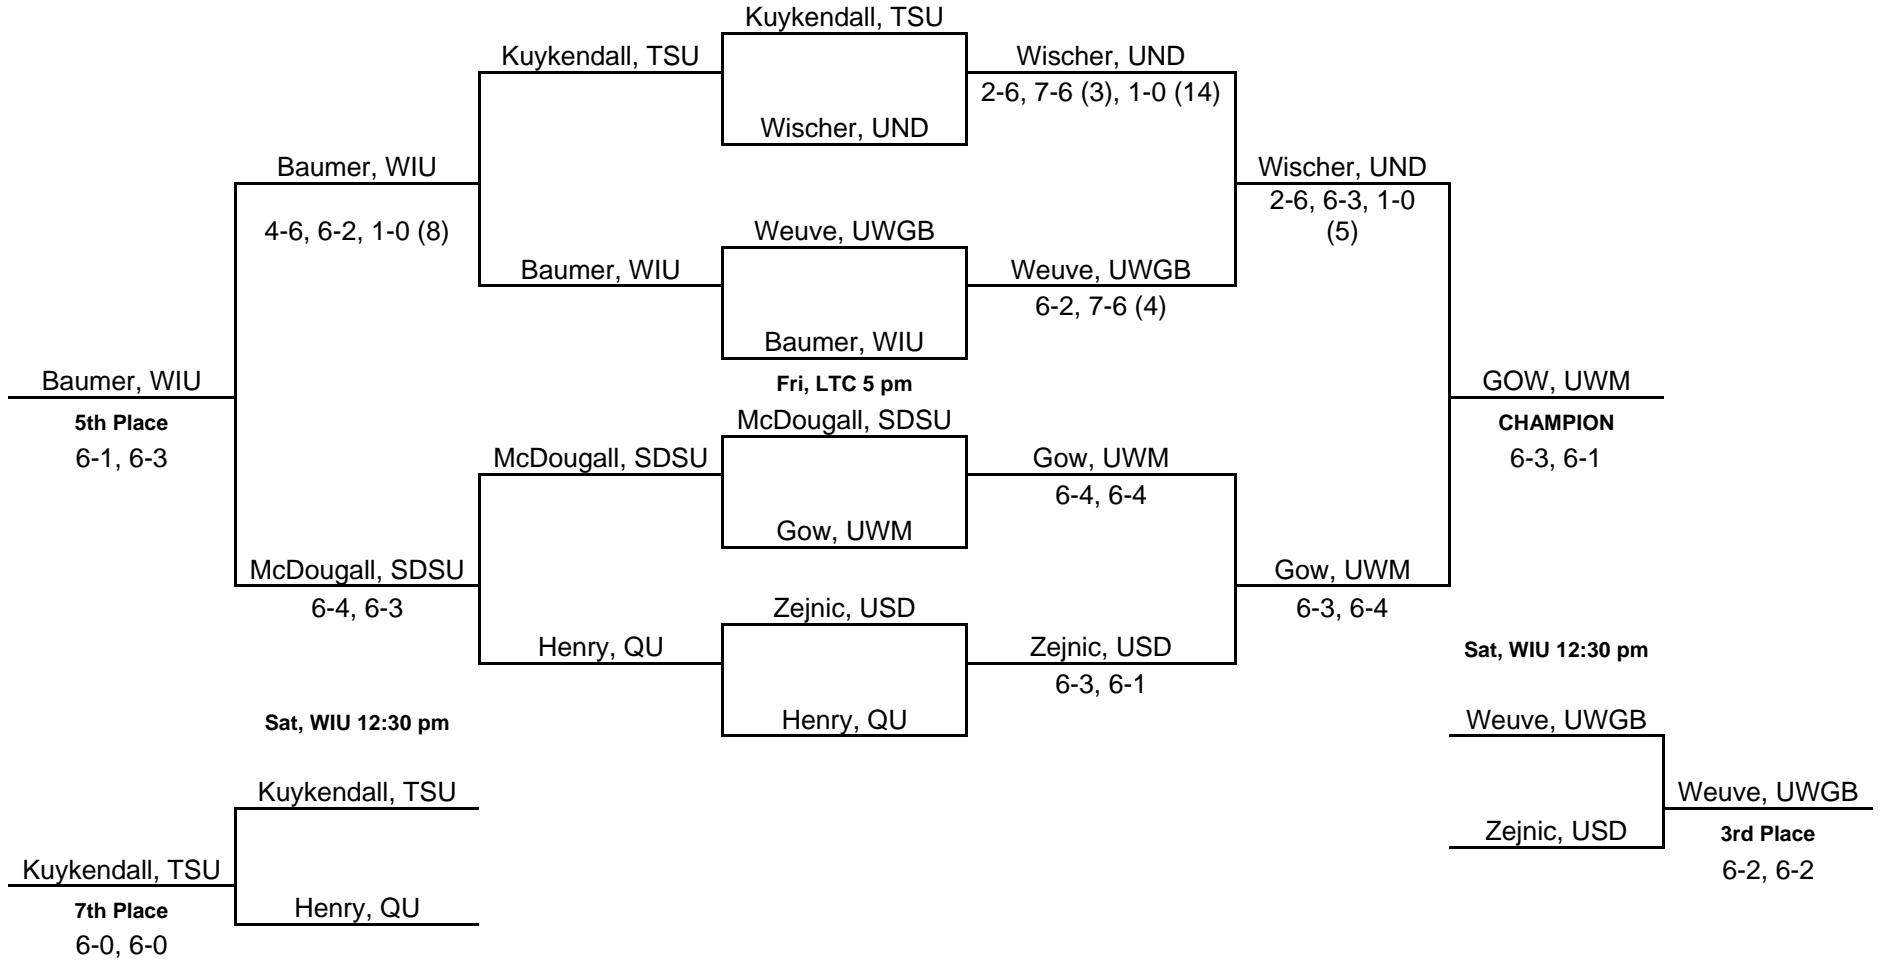 Kuykendall, TSU
Kuykendall, TSU
Wischer, UND
2-6, 7-6 (3), 1-0 (14)
Wischer, UND
Baumer, WIU
Wischer, UND
2-6, 6-3, 1-0
(5)
4-6, 6-2, 1-0 (8)
Weuve, UWGB
Baumer, WIU
Weuve, UWGB
6-2, 7-6 (4)
Baumer, WIU
Baumer, WIU
Fri, LTC 5 pm
GOW, UWM
5th Place
McDougall, SDSU
CHAMPION
6-1, 6-3
McDougall, SDSU
Gow, UWM
6-3, 6-1
6-4, 6-4
Gow, UWM
McDougall, SDSU
Gow, UWM
6-4, 6-3
Zejnic, USD
6-3, 6-4
Henry, QU
Zejnic, USD
Sat, WIU 12:30 pm
6-3, 6-1
Sat, WIU 12:30 pm
Henry, QU
Weuve, UWGB
Kuykendall, TSU
Weuve, UWGB
Zejnic, USD
3rd Place
Kuykendall, TSU
6-2, 6-2
7th Place
Henry, QU
6-0, 6-0